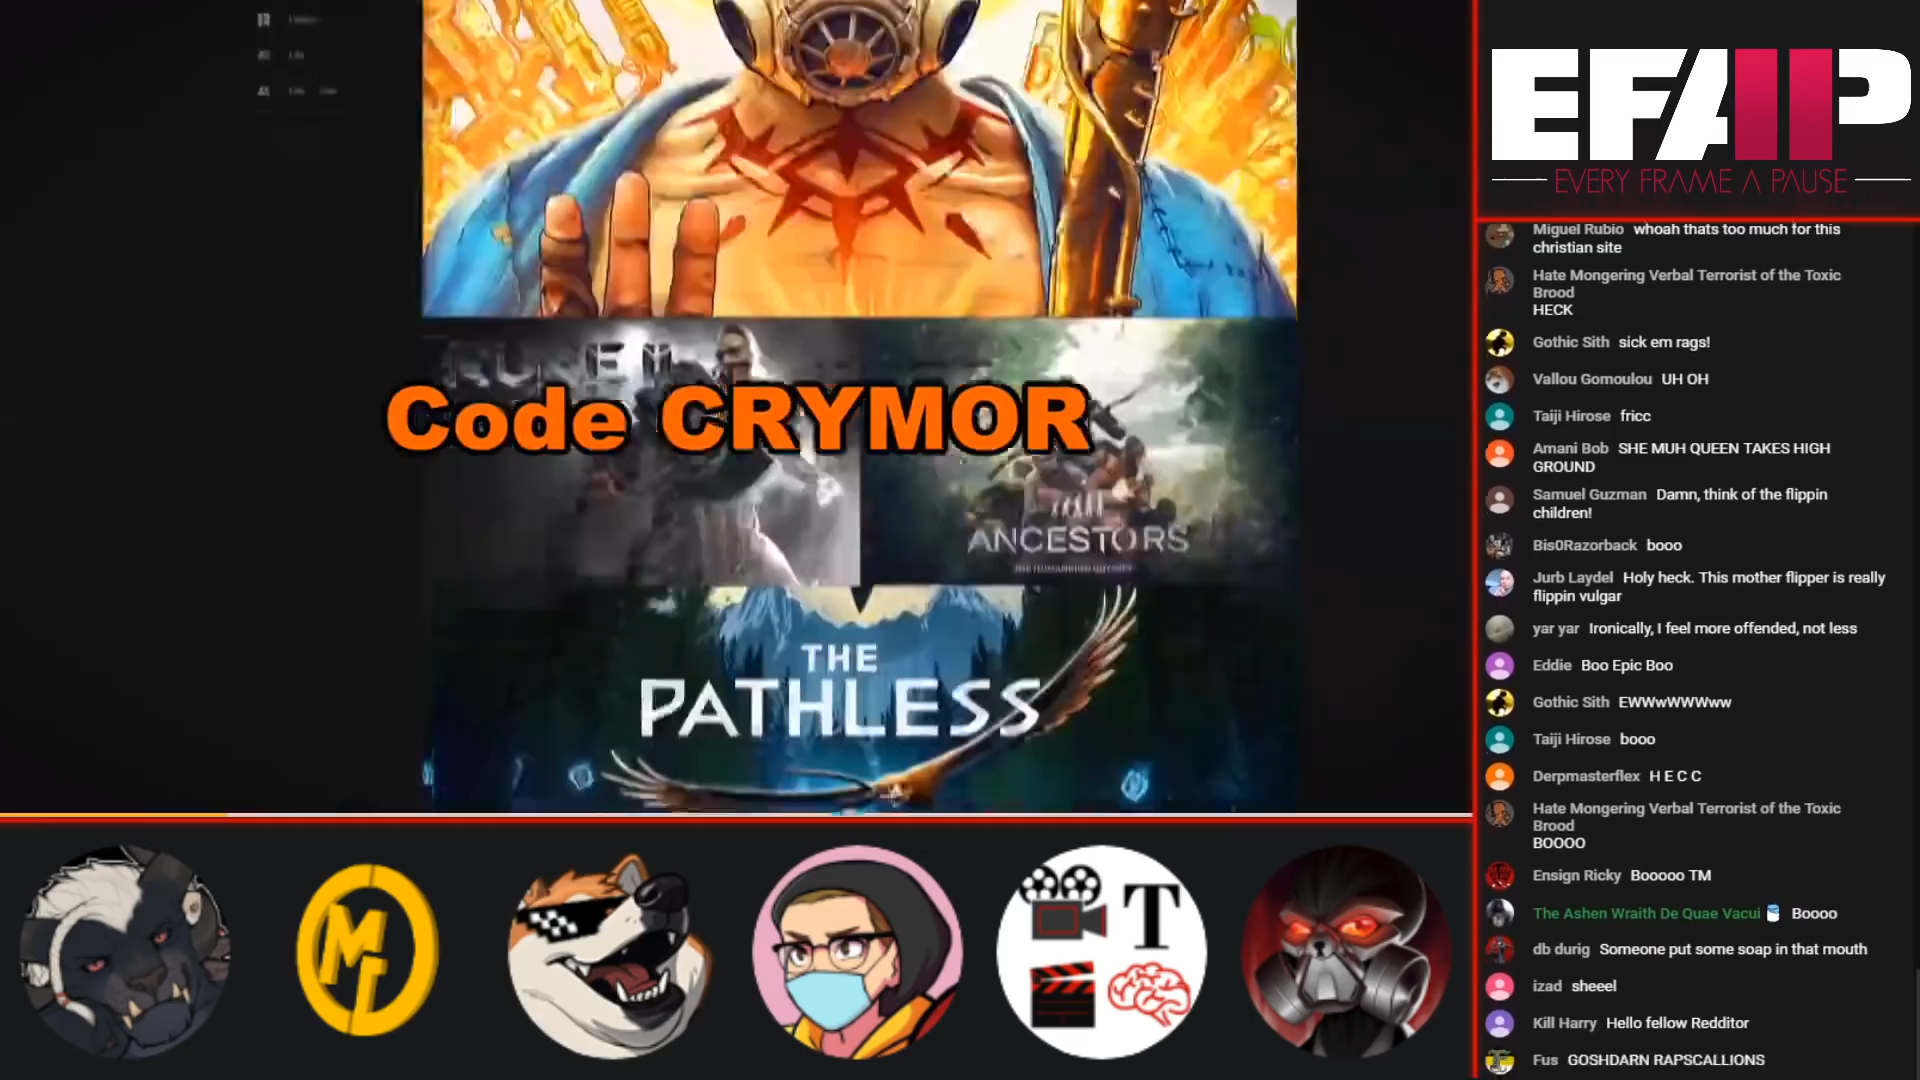 RUNE II
Code CRYMOR
ANCESTORS
THE HUMANKIND ODYSSEY
THE
PATHLESS
M
T
EFAP
EVERY FRAME A PAUSE
Miguel Rubio whoah thats too much for this
christian site
Hate Mongering Verbal Terrorist of the Toxic
Brood
HECK
Gothic Sith sick em rags!
Vallou Gomoulou UH OH
Taiji Hirose fricc
Amani Bob SHE MUH QUEEN TAKES HIGH
GROUND
Samuel Guzman Damn, think of the flippin
children!
Bis0Razorback booo
Jurb Laydel Holy heck. This mother flipper is really
flippin vulgar
yar yar Ironically, I feel more offended, not less
Eddie Boo Epic Boo
Gothic Sith EWWwWWWww
Taiji Hirose booo
Derpmasterflex H E C C
Hate Mongering Verbal Terrorist of the Toxic
Brood
BOOOO
Ensign Ricky Booooo TM
The Ashen Wraith De Quae Vacui Boooo
db durig Someone put some soap in that mouth
izad sheeel
Kill Harry Hello fellow Redditor
Fus GOSHDARN RAPSCALLIONS